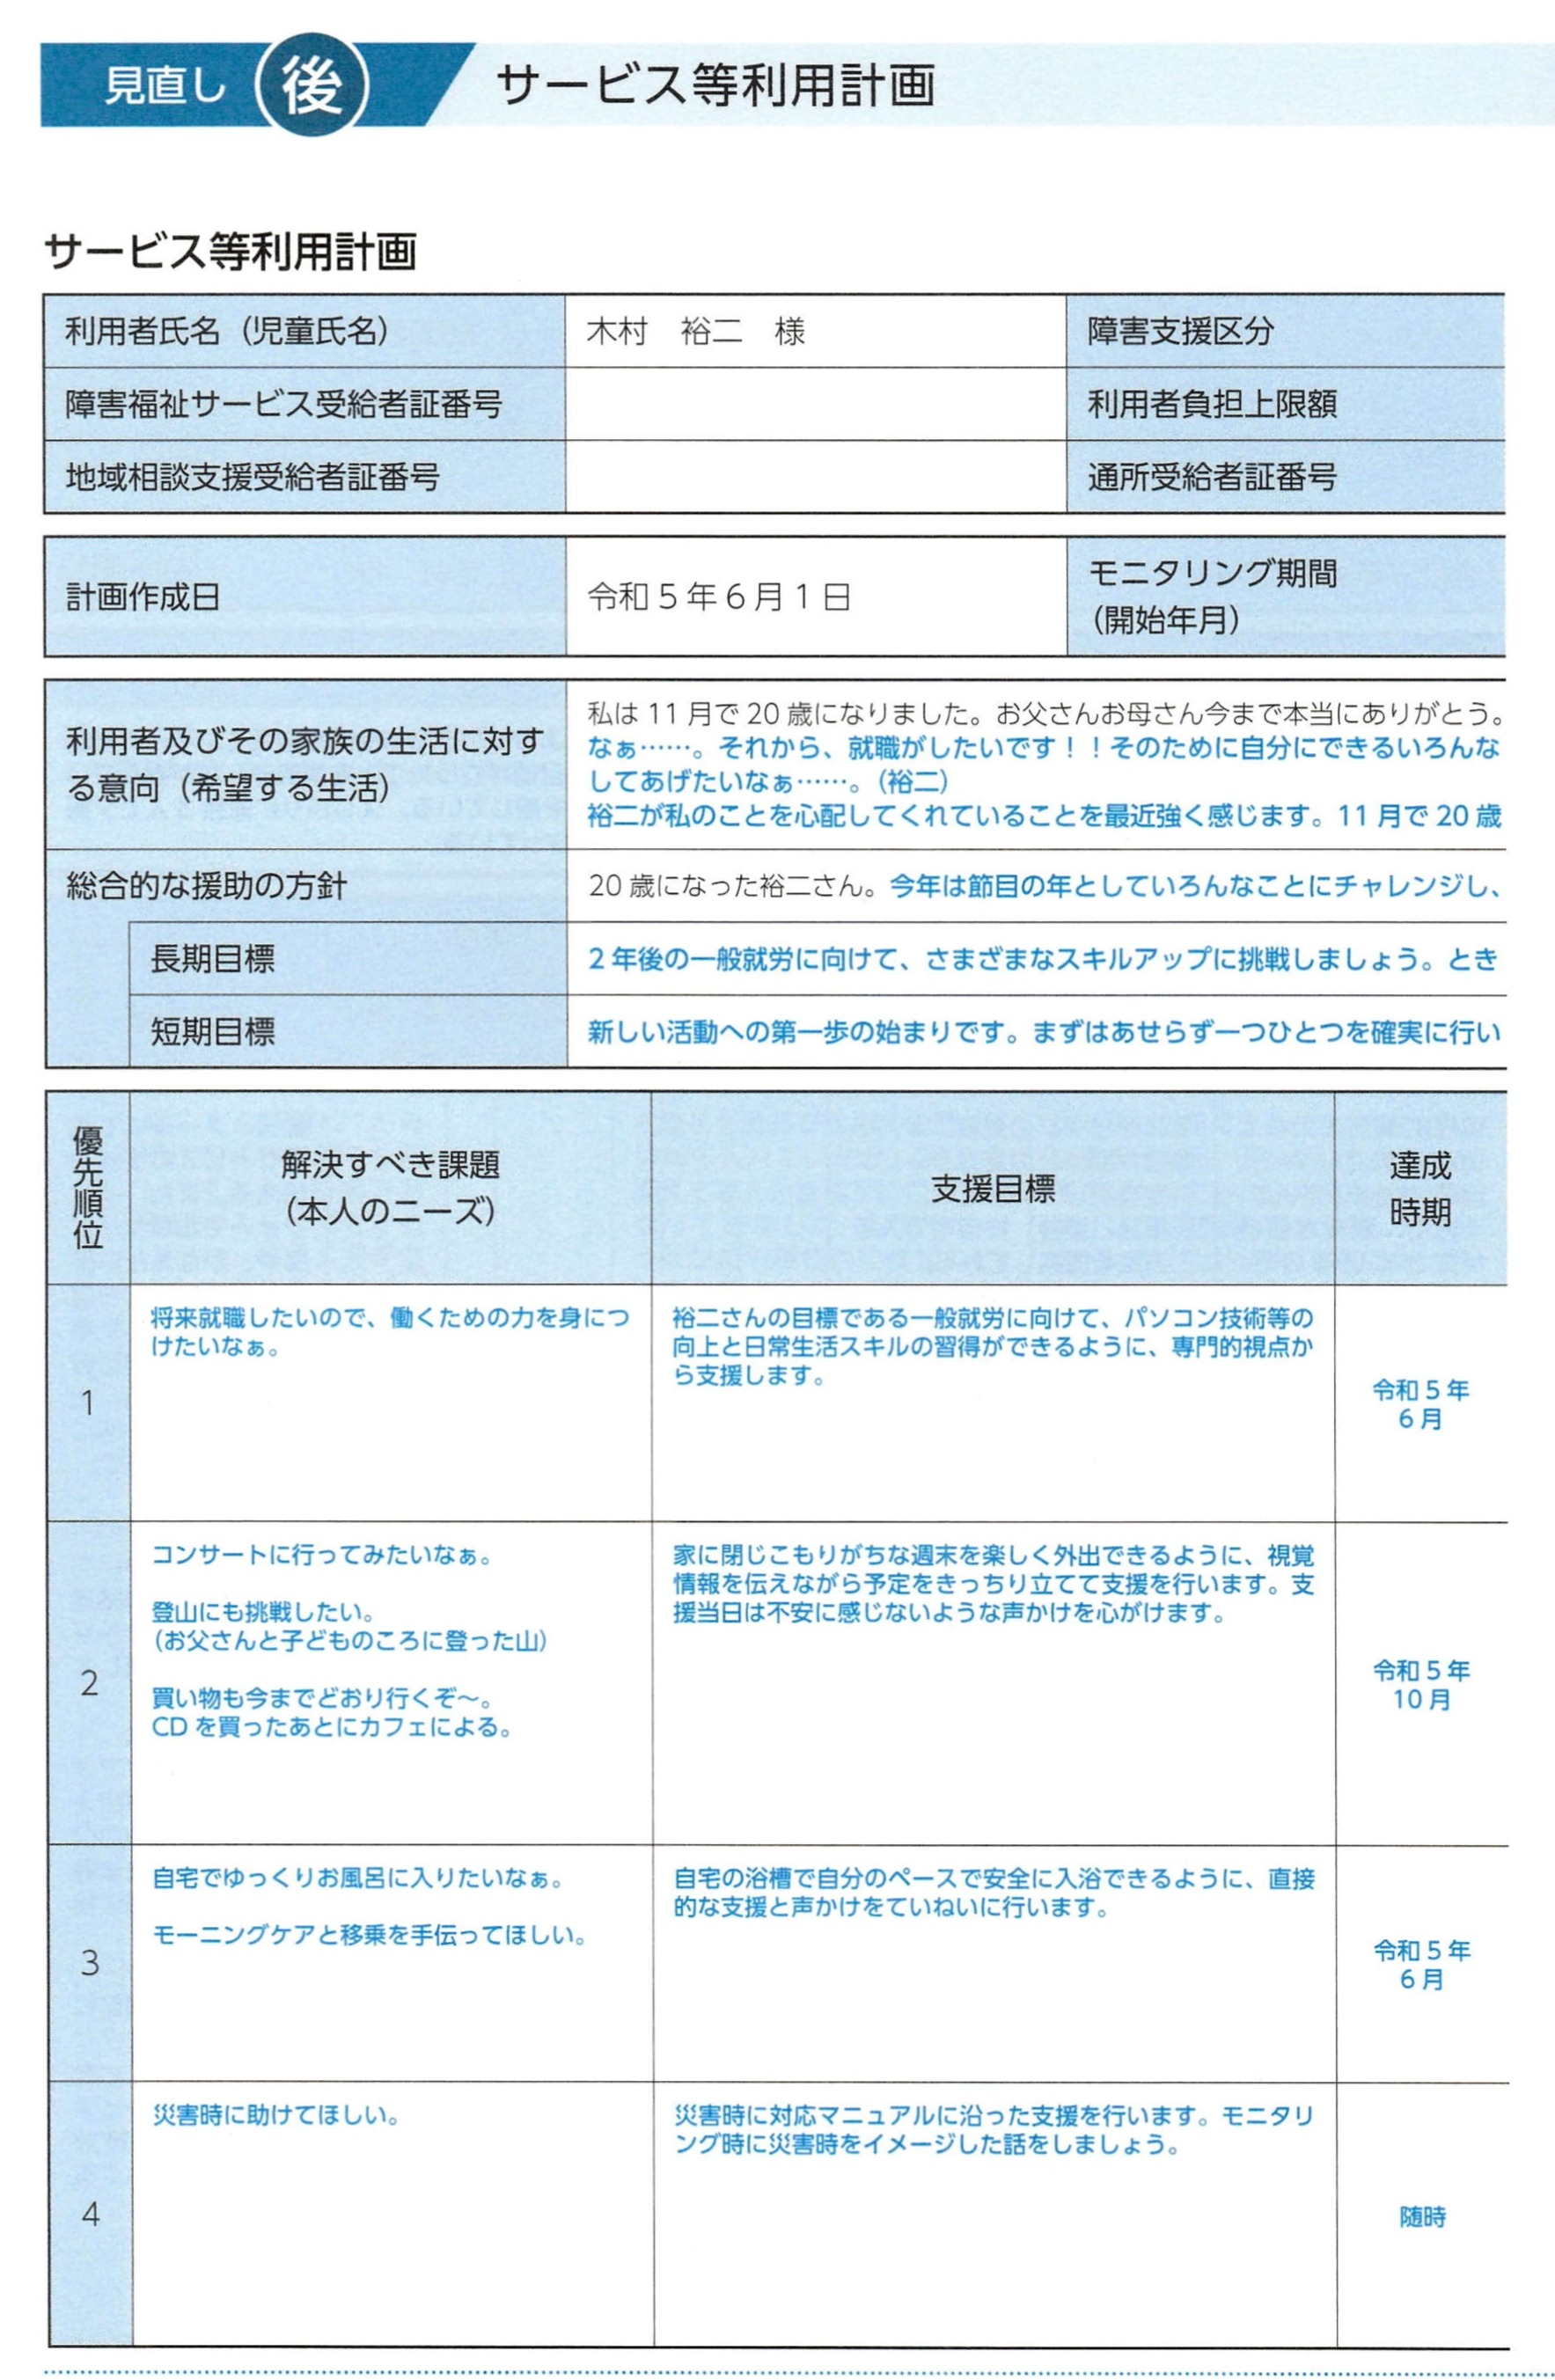 見直し 後 サービス等利用計画
サービス等利用計画
利用者氏名（児童氏名） 木村 裕二 様 障害支援区分
障害福祉サービス受給者証番号 利用者負担上限額
地域相談支援受給者証番号 通所受給者証番号
計画作成日 令和5年6月1日 モニタリング期間
（開始年月）
利用者及びその家族の生活に対す
る意向（希望する生活）
私は11月で20歳になりました。お父さんお母さん今まで本当にありがとう。
なぁ……。それから、就職がしたいです！！そのために自分にできるいろんな
してあげたいなぁ……。（裕二）
裕二が私のことを心配してくれていることを最近強く感じます。11月で20歳
総合的な援助の方針 20歳になった裕二さん。今年は節目の年としていろんなことにチャレンジし、
長期目標 2年後の一般就労に向けて、さまざまなスキルアップに挑戦しましょう。とき
短期目標 新しい活動への第一歩の始まりです。まずはあせらず一つひとつを確実に行い
優先順位
解決すべき課題
（本人のニーズ）
支援目標
達成
時期
1
将来就職したいので、働くための力を身につ
けたいなぁ。
裕二さんの目標である一般就労に向けて、パソコン技術等の
向上と日常生活スキルの習得ができるように、専門的視点か
ら支援します。
令和5年
6月
2
コンサートに行ってみたいなぁ。
登山にも挑戦したい。
（お父さんと子どものころに登った山）
買い物も今までどおり行くぞ～。
CDを買ったあとにカフェによる。
家に閉じこもりがちな週末を楽しく外出できるように、視覚
情報を伝えながら予定をきっちり立てて支援を行います。支
援当日は不安に感じないような声かけを心がけます。
令和5年
10月
3
自宅でゆっくりお風呂に入りたいなぁ。
モーニングケアと移乗を手伝ってほしい。
自宅の浴槽で自分のペースで安全に入浴できるように、直接
的な支援と声かけをていねいに行います。
令和5年
6月
4
災害時に助けてほしい。
災害時に対応マニュアルに沿った支援を行います。モニタリ
ング時に災害時をイメージした話をしましょう。
随時